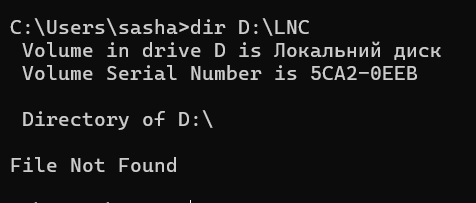 C:\Users\sasha>dir D:\LNC
Volume in drive D is Локальний диск
Volume Serial Number is 5CA2-0EEB
Directory of D:\
File Not Found